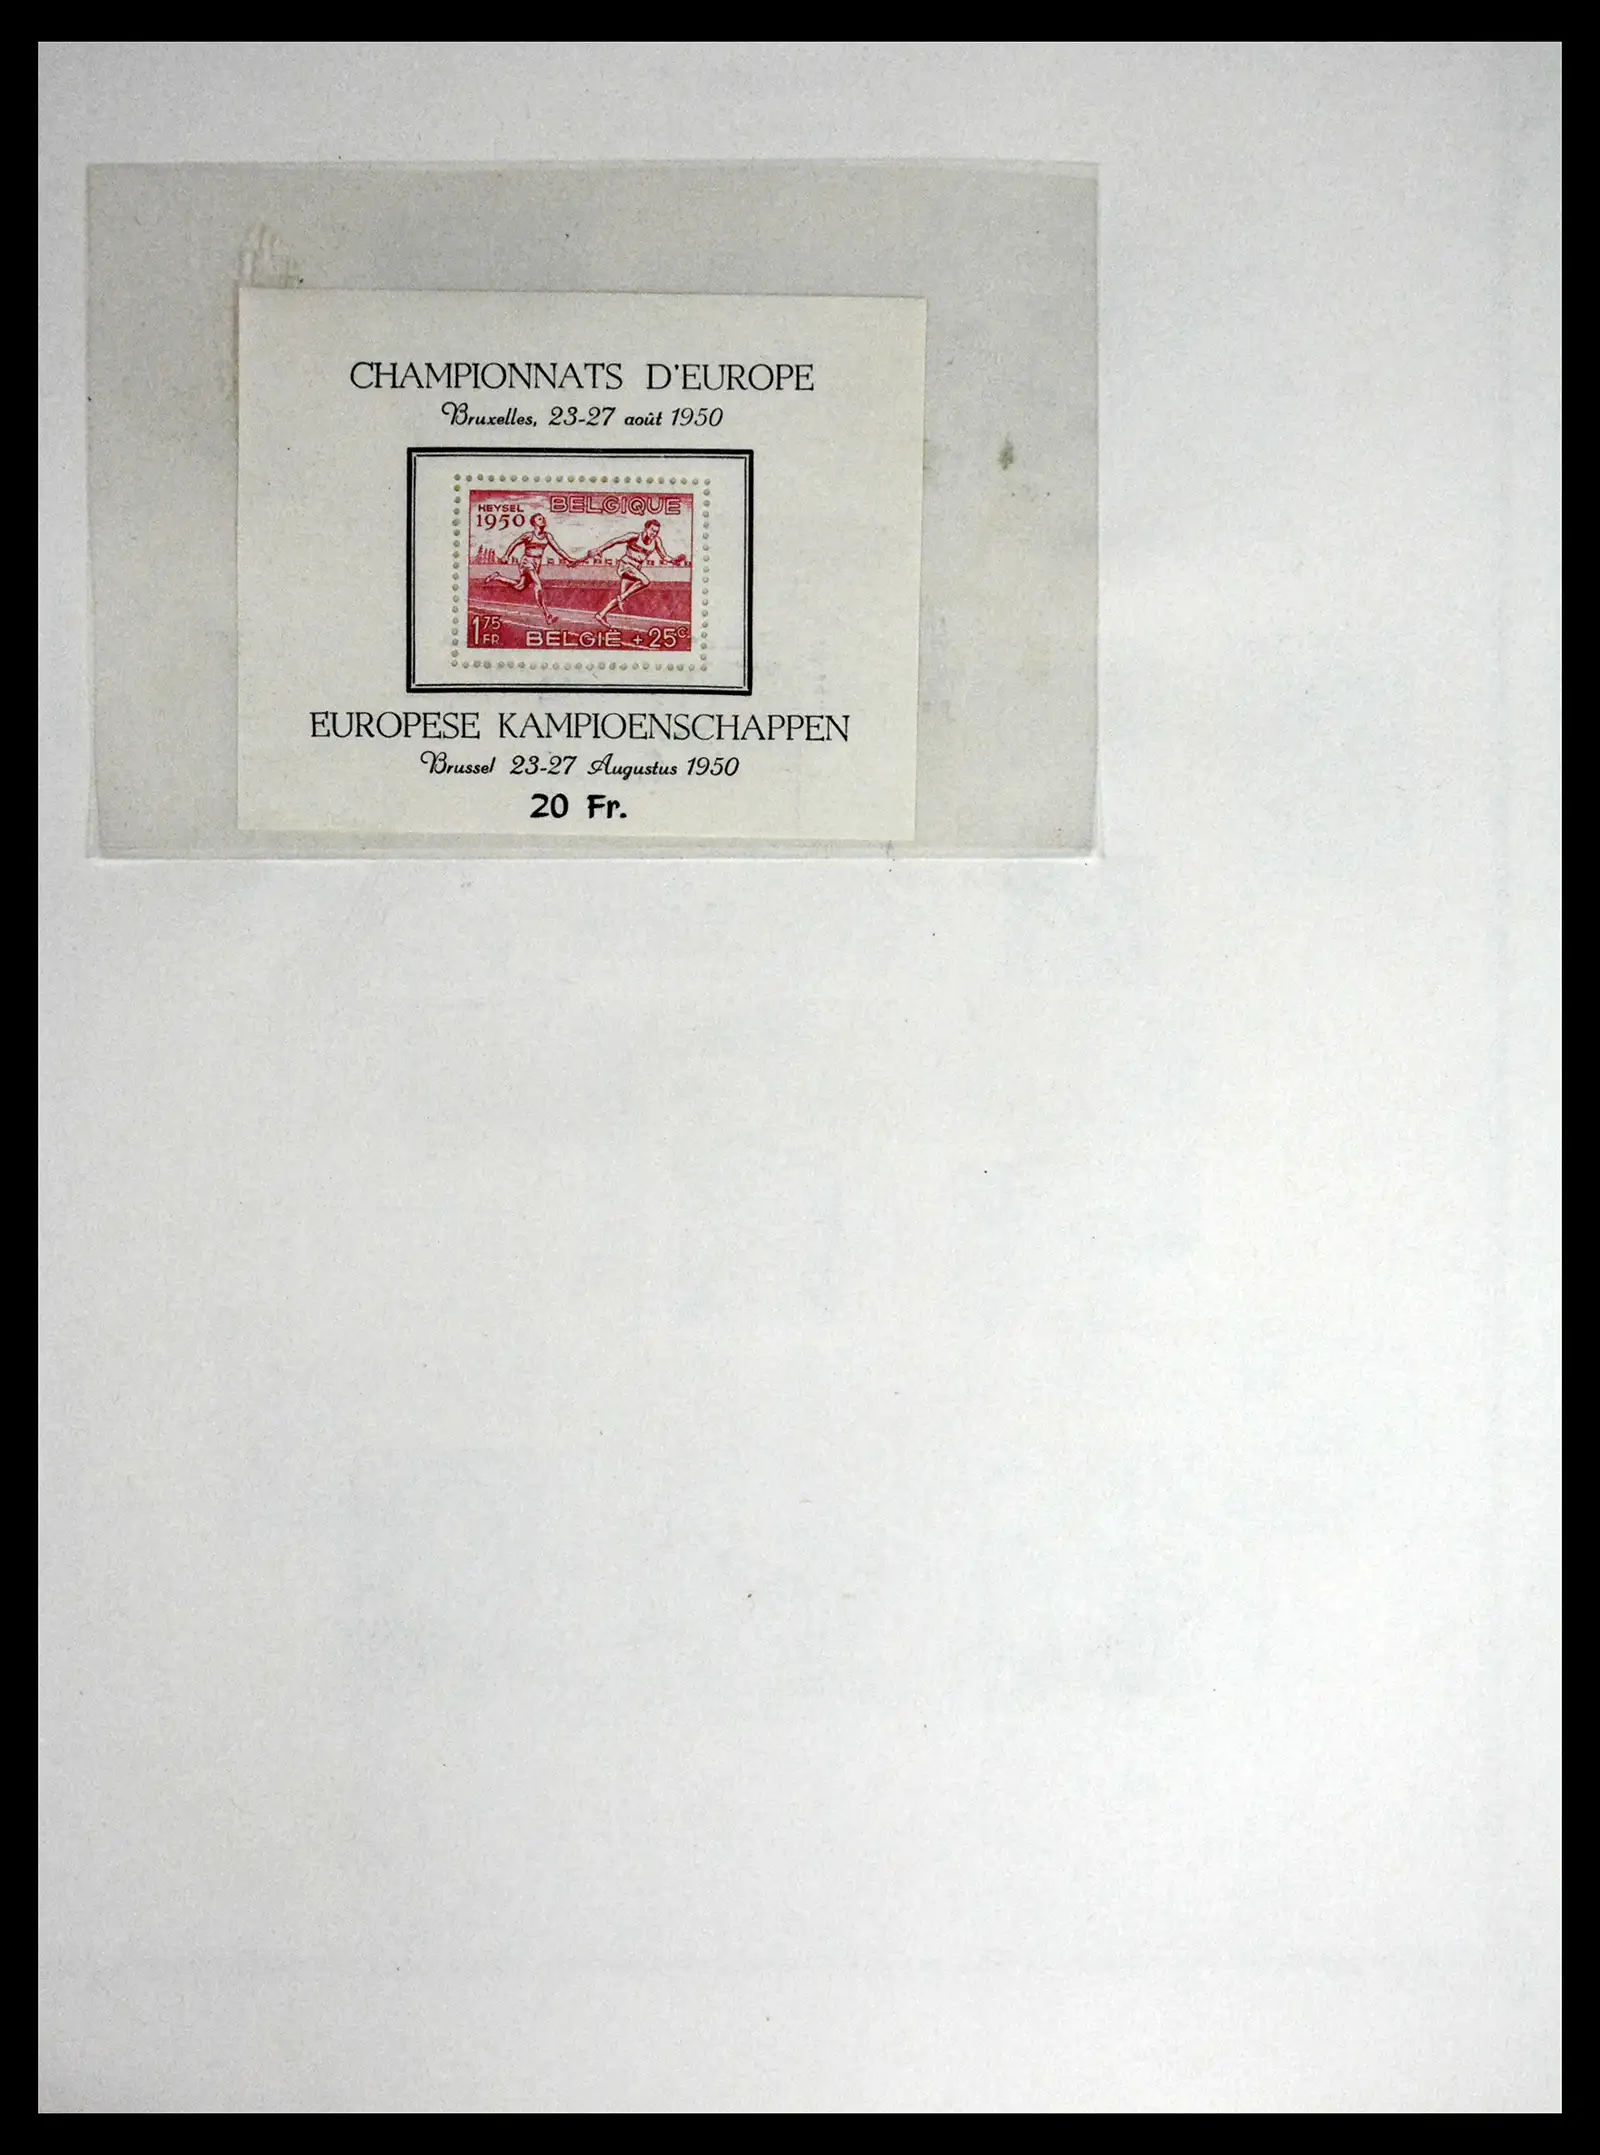 CHAMPIONNATS D'EUROPE
Bruxelles, 23-27 août 1950
HEYSEL BELGIQUE
1950
1 75 FR BELGIË + 25 C
EUROPESE KAMPIOENSCHAPPEN
Brussel 23-27 Augustus 1950
20 Fr.